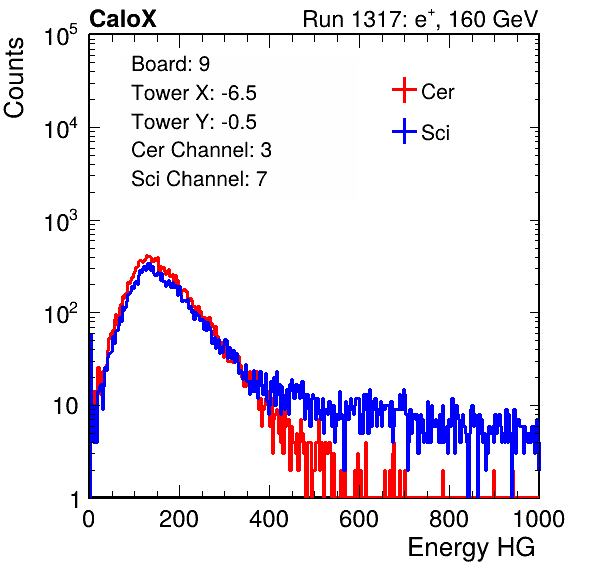 CaloX
Run 1317: e+, 160 GeV
Counts
10^5
10^4
10^3
10^2
10
1
Board: 9
Tower X: -6.5
Tower Y: -0.5
Cer Channel: 3
Sci Channel: 7
Cer
Sci
0 200 400 600 800 1000
Energy HG